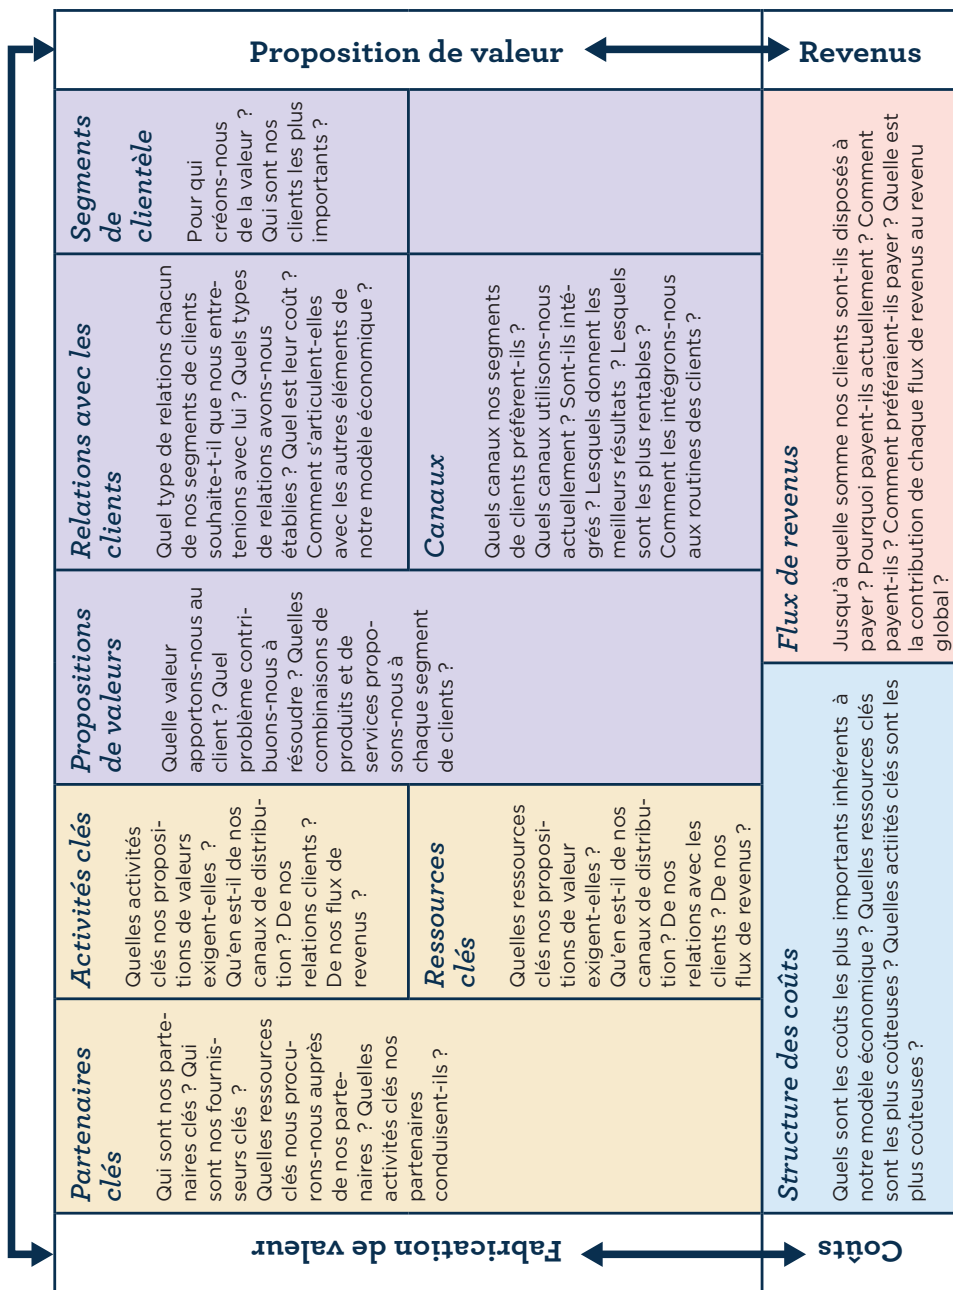 Proposition de valeur
Revenus
Fabrication de valeur
Coûts
Partenaires
clés
Qui sont nos parte-
naires clés ? Qui
sont nos fournis-
seurs clés ?
Quelles ressources
clés nous procu-
rons-nous auprès
de nos parte-
naires ? Quelles
activités clés nos
partenaires
conduisent-ils ?
Activités clés
Quelles activités
clés nos proposi-
tions de valeurs
exigent-elles ?
Qu'en est-il de nos
canaux de distribu-
tion ? De nos
relations clients ?
De nos flux de
revenus ?
Ressources
clés
Quelles ressources
clés nos proposi-
tions de valeur
exigent-elles ?
Qu'en est-il de nos
canaux de distribu-
tion ? De nos
relations avec les
clients ? De nos
flux de revenus ?
Propositions
de valeurs
Quelle valeur
apportons-nous au
client ? Quel
problème contri-
buons-nous à
résoudre ? Quelles
combinaisons de
produits et de
services propo-
sons-nous à
chaque segment
de clients ?
Relations avec les
clients
Quel type de relations chacun
de nos segments de clients
souhaite-t-il que nous entre-
tenions avec lui ? Quels types
de relations avons-nous
établies ? Quel est leur coût ?
Comment s'articulent-elles
avec les autres éléments de
notre modèle économique ?
Canaux
Quels canaux nos segments
de clients préfèrent-ils ?
Quels canaux utilisons-nous
actuellement ? Sont-ils inté-
grés ? Lesquels donnent les
meilleurs résultats ? Lesquels
sont les plus rentables ?
Comment les intégrons-nous
aux routines des clients ?
Segments
de
clientèle
Pour qui
créons-nous
de la valeur ?
Qui sont nos
clients les plus
importants ?
Structure des coûts
Quels sont les coûts les plus importants inhérents à
notre modèle économique ? Quelles ressources clés
sont les plus coûteuses ? Quelles actiités clés sont les
plus coûteuses ?
Flux de revenus
Jusqu'à quelle somme nos clients sont-ils disposés à
payer ? Pourquoi payent-ils actuellement ? Comment
payent-ils ? Comment préféraient-ils payer ? Quelle est
la contribution de chaque flux de revenus au revenu
global ?